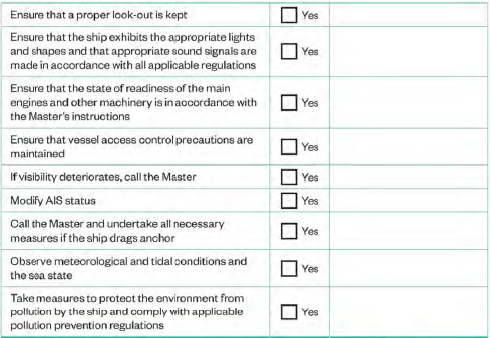 Ensure that a proper look-out is kept Yes
Ensure that the ship exhibits the appropriate lights
and shapes and that appropriate sound signals are Yes
made in accordance with all applicable regulations
Ensure that the state of readiness of the main
engines and other machinery is in accordance with Yes
the Master's instructions
Ensure that vessel access control precautions are
maintained Yes
If visibility deteriorates, call the Master Yes
Modify AIS status Yes
Call the Master and undertake all necessary
measures if the ship drags anchor Yes
Observe meteorological and tidal conditions and
the sea state Yes
Take measures to protect the environment from
pollution by the ship and comply with applicable Yes
pollution prevention regulations